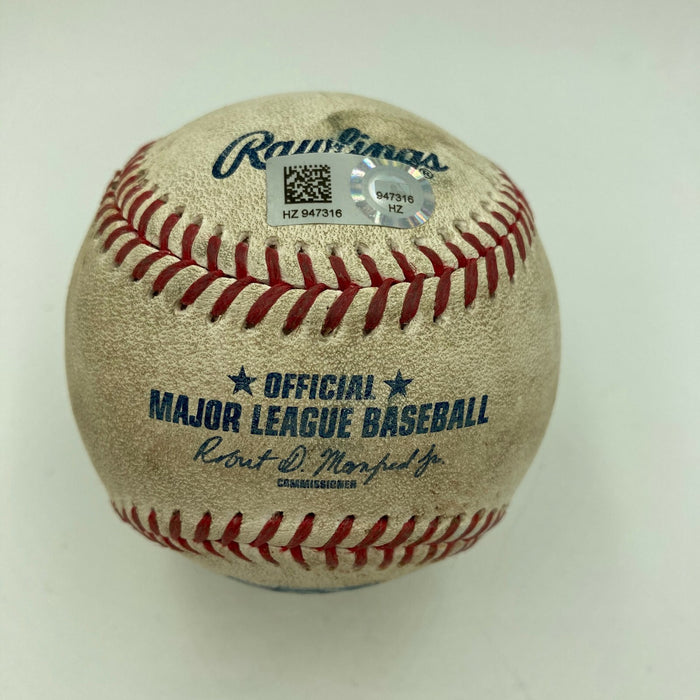 Rawlings®
HZ 947316
947316
HZ
OFFICIAL
MAJOR LEAGUE BASEBALL
Robert D. Manfred Jr.
COMMISSIONER